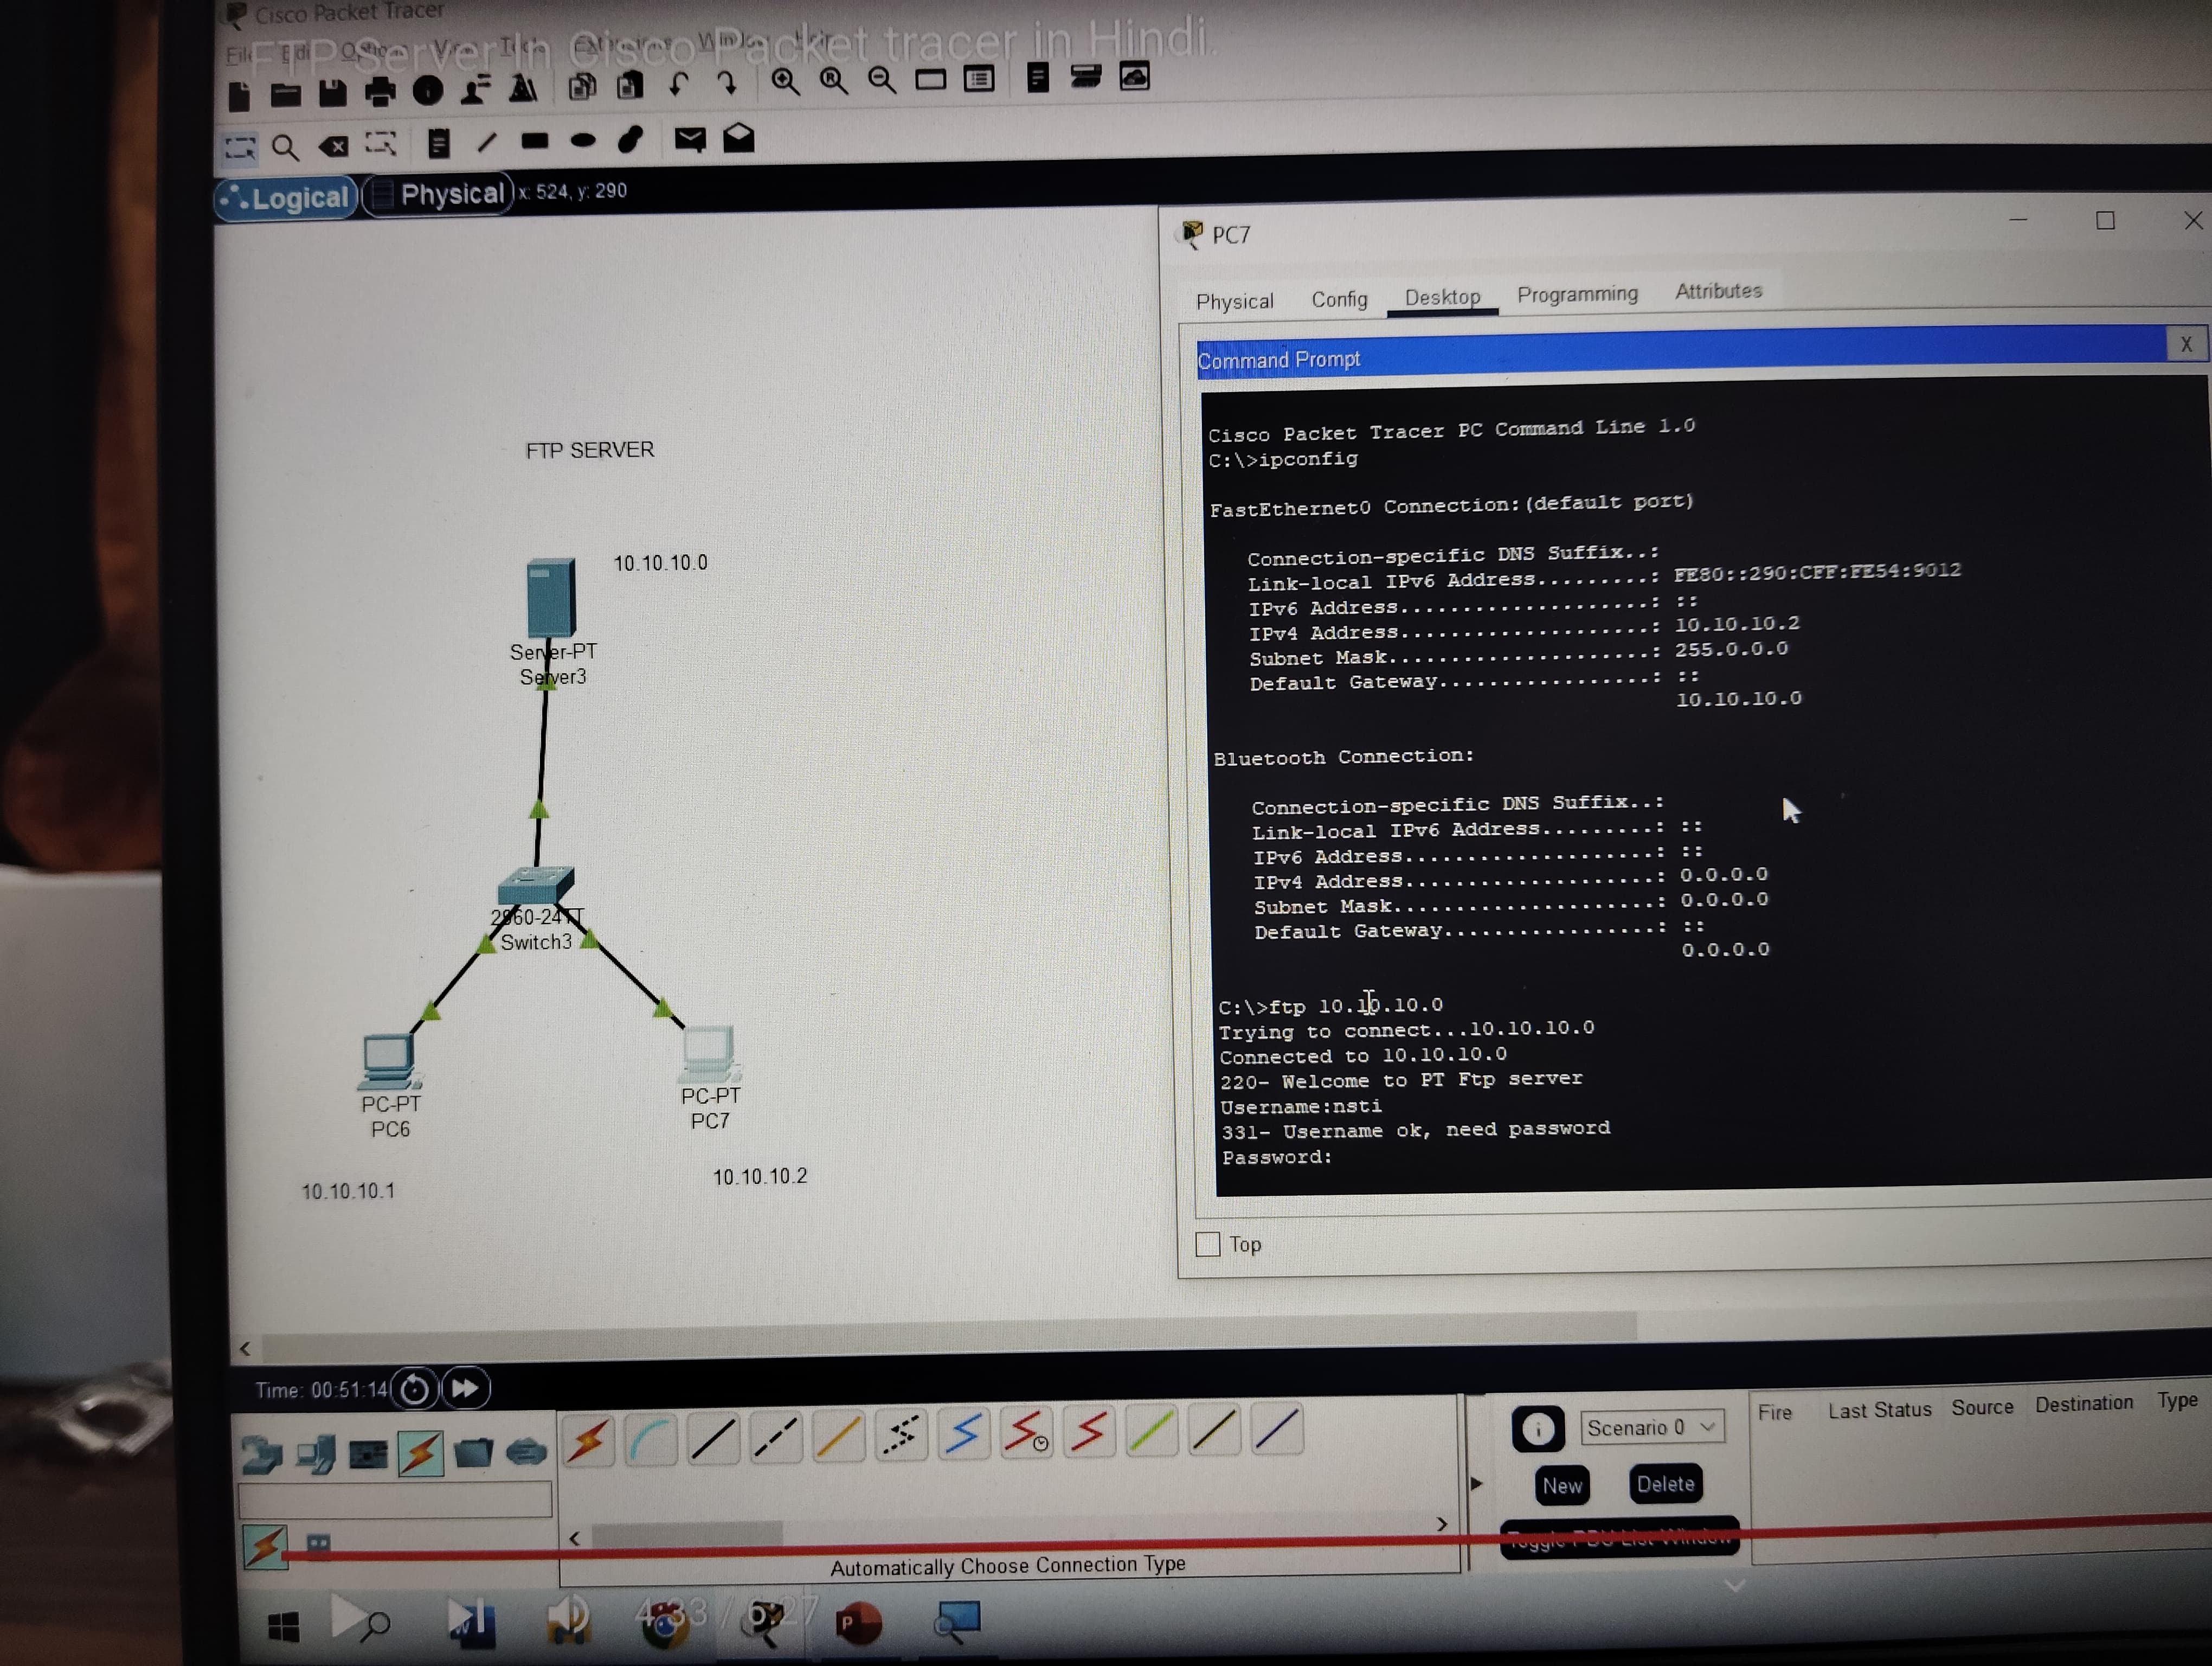 Cisco Packet Tracer
FTP Server In Cisco Packet tracer in Hindi.
File Edit Options View Tools Extensions Window Help
Logical
Physical
x: 524, y: 290
FTP SERVER
10.10.10.0
Server-PT
Server3
2960-24TT
Switch3
PC-PT
PC6
PC-PT
PC7
10.10.10.1
10.10.10.2
PC7
Physical Config Desktop Programming Attributes
Command Prompt
X
Cisco Packet Tracer PC Command Line 1.0
C:\>ipconfig
FastEthernet0 Connection:(default port)
Connection-specific DNS Suffix..:
Link-local IPv6 Address.........: FE80::290:CFF:FE54:9012
IPv6 Address....................: ::
IPv4 Address....................: 10.10.10.2
Subnet Mask.....................: 255.0.0.0
Default Gateway.................: ::
10.10.10.0
Bluetooth Connection:
Connection-specific DNS Suffix..:
Link-local IPv6 Address.........: ::
IPv6 Address....................: ::
IPv4 Address....................: 0.0.0.0
Subnet Mask.....................: 0.0.0.0
Default Gateway.................: ::
0.0.0.0
C:\>ftp 10.10.10.0
Trying to connect...10.10.10.0
Connected to 10.10.10.0
220- Welcome to PT Ftp server
Username:nsti
331- Username ok, need password
Password:
Top
Time: 00:51:14
Scenario 0
New
Delete
Toggle PDU List Window
Fire Last Status Source Destination Type
Automatically Choose Connection Type
4:33 / 6:27